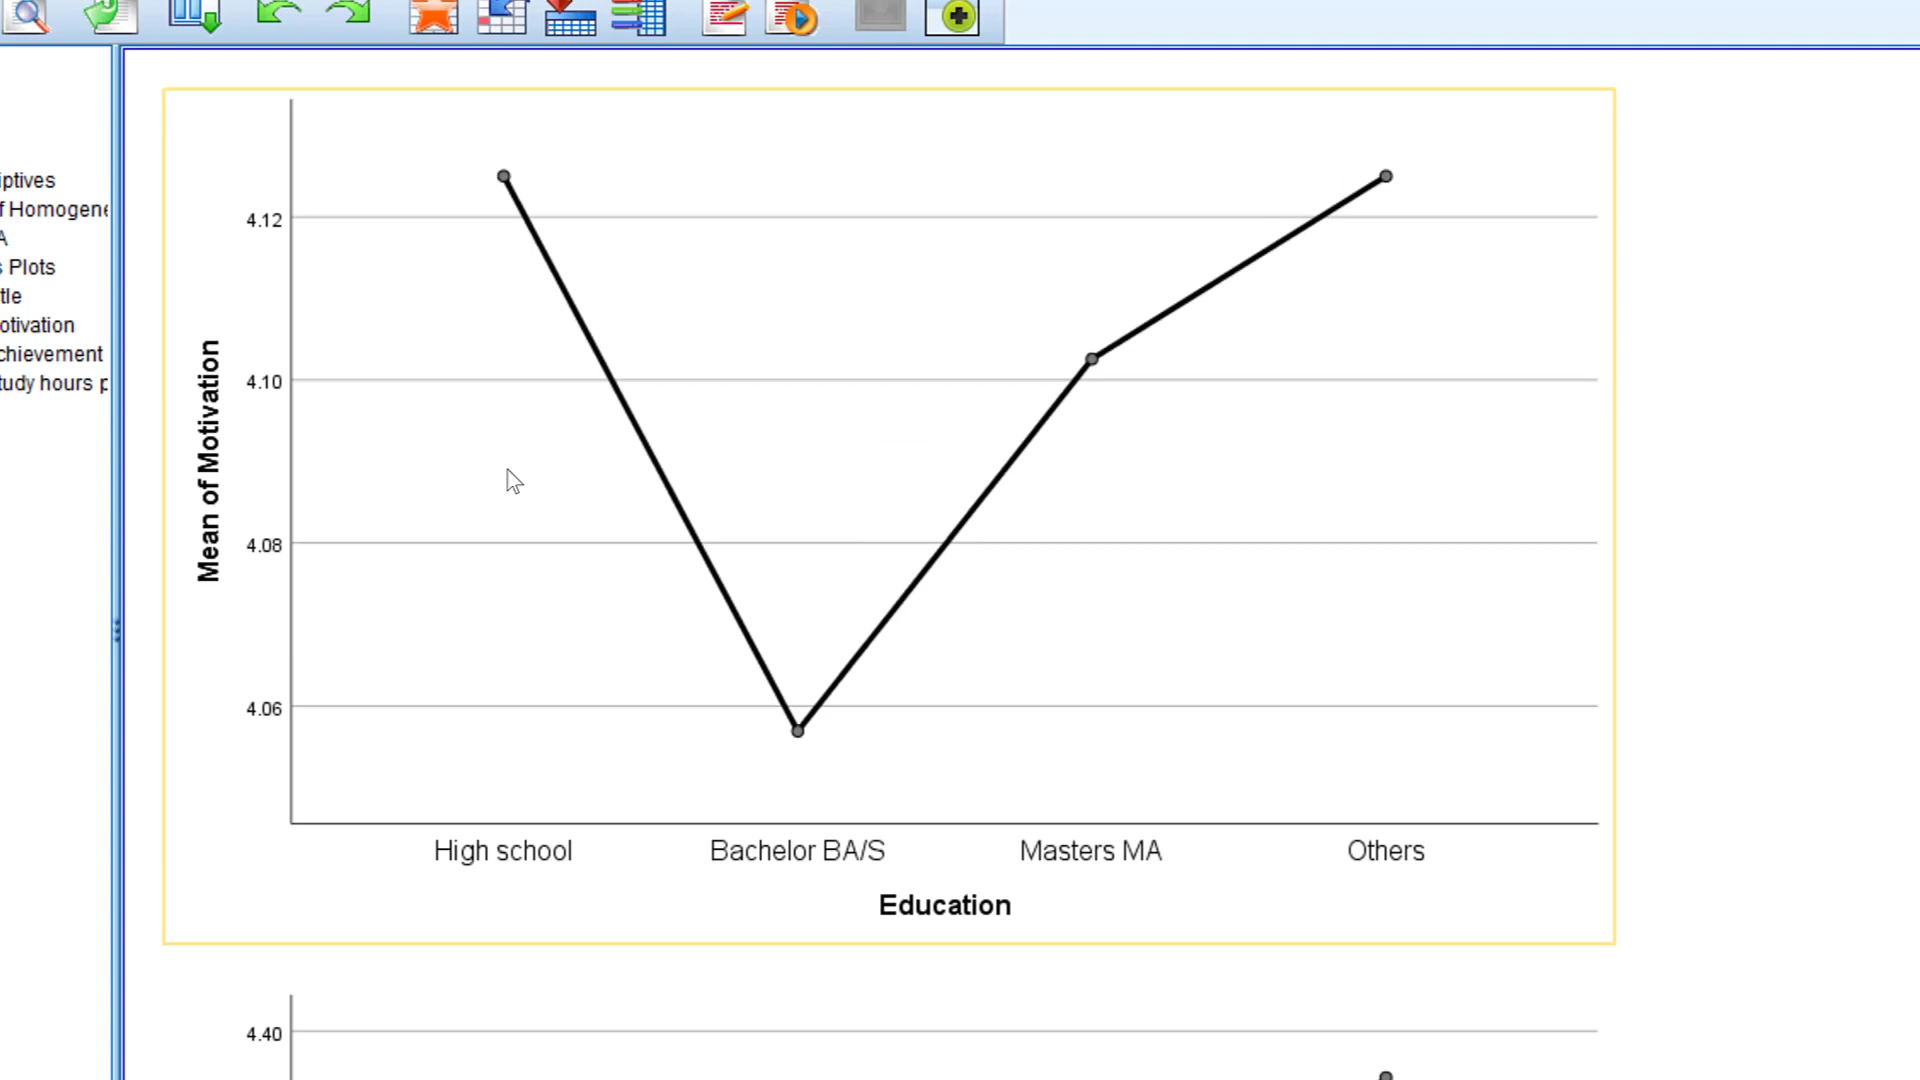 iptives
f Homogene
A
s Plots
tle
otivation
chievement
tudy hours p
4.12
4.10
4.08
4.06
Mean of Motivation
High school
Bachelor BA/S
Masters MA
Others
Education
4.40